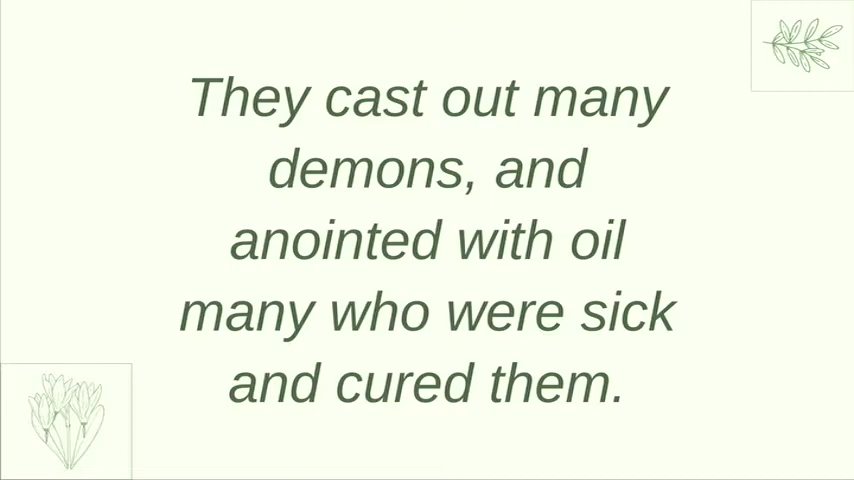 They cast out many
demons, and
anointed with oil
many who were sick
and cured them.